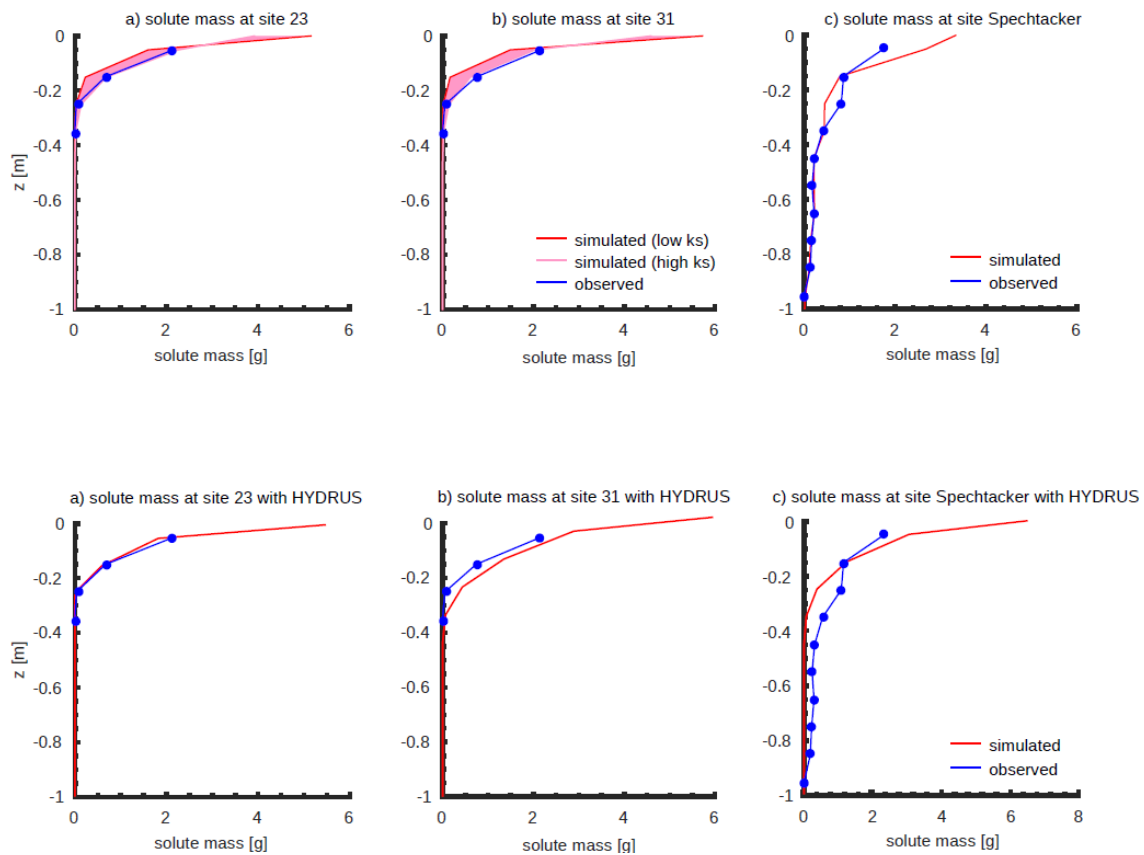 a) solute mass at site 23
b) solute mass at site 31
c) solute mass at site Spechtacker
0
-0.2
-0.4
-0.6
-0.8
-1
z [m]
0 2 4 6
solute mass [g]
0
-0.2
-0.4
-0.6
-0.8
-1
simulated (low ks)
simulated (high ks)
observed
0 2 4 6
solute mass [g]
0
-0.2
-0.4
-0.6
-0.8
-1
simulated
observed
0 2 4 6
solute mass [g]
a) solute mass at site 23 with HYDRUS
b) solute mass at site 31 with HYDRUS
c) solute mass at site Spechtacker with HYDRUS
0
-0.2
-0.4
-0.6
-0.8
-1
z [m]
0 2 4 6
solute mass [g]
0
-0.2
-0.4
-0.6
-0.8
-1
0 2 4 6
solute mass [g]
0
-0.2
-0.4
-0.6
-0.8
-1
simulated
observed
0 2 4 6 8
solute mass [g]